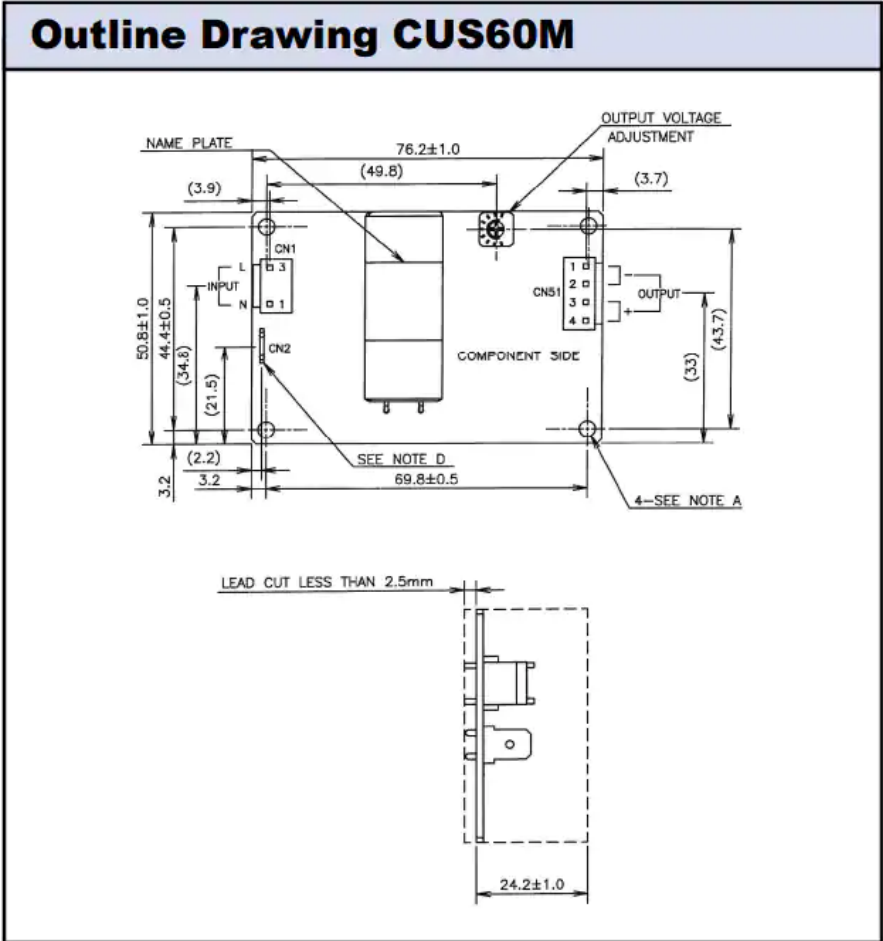 Outline Drawing CUS60M
OUTPUT VOLTAGE
ADJUSTMENT
NAME PLATE
76.2±1.0
(49.8)
(3.9)
(3.7)
CN1
L
3
INPUT
N
1
CN2
1
2
CN51
3
4
−
OUTPUT
+
COMPONENT SIDE
50.8±1.0
44.4±0.5
(34.8)
(21.5)
(33)
(43.7)
(2.2)
3.2
3.2
SEE NOTE D
69.8±0.5
4−SEE NOTE A
LEAD CUT LESS THAN 2.5mm
24.2±1.0